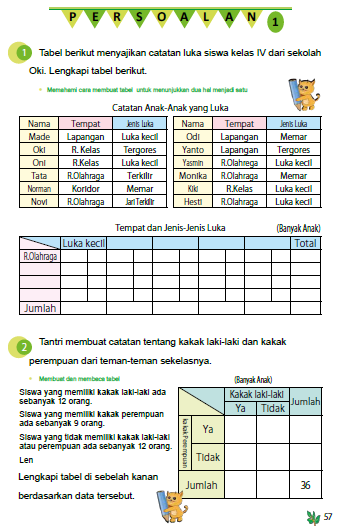 PERSOALAN 1
1 Tabel berikut menyajikan catatan luka siswa kelas IV dari sekolah
Oki. Lengkapi tabel berikut.
Memahami cara membuat tabel untuk menunjukkan dua hal menjadi satu
Catatan Anak-Anak yang Luka
Nama Tempat Jenis Luka Nama Tempat Jenis Luka
Made Lapangan Luka kecil Odi Lapangan Memar
Oki R. Kelas Tergores Yanto Lapangan Tergores
Oni R.Kelas Luka kecil Yasmin R.Olahrega Luka kecil
Tata R.Olahraga Terkilir Monika R.Olahraga Memar
Norman Koridor Memar Kiki R.Kelas Luka kecil
Novi R.Olahraga Jari Terkilir Hesti R.Olahraga Luka kecil
Tempat dan Jenis-Jenis Luka (Banyak Anak)
Luka kecil Total
R.Olahraga
Jumlah
2 Tantri membuat catatan tentang kakak laki-laki dan kakak
perempuan dari teman-teman sekelasnya.
Membuat dan membaca tabel
(Banyak Anak)
Siswa yang memiliki kakak laki-laki ada
sebanyak 12 orang.
Siswa yang memiliki kakak perempuan
ada sebanyak 9 orang.
Siswa yang tidak memiliki kakak laki-laki
atau perempuan ada sebanyak 12 orang.
Len
Lengkapi tabel di sebelah kanan
berdasarkan data tersebut.
Kakak laki-laki Jumlah
Ya Tidak
Kakak Perempuan
Ya
Tidak
Jumlah 36
57